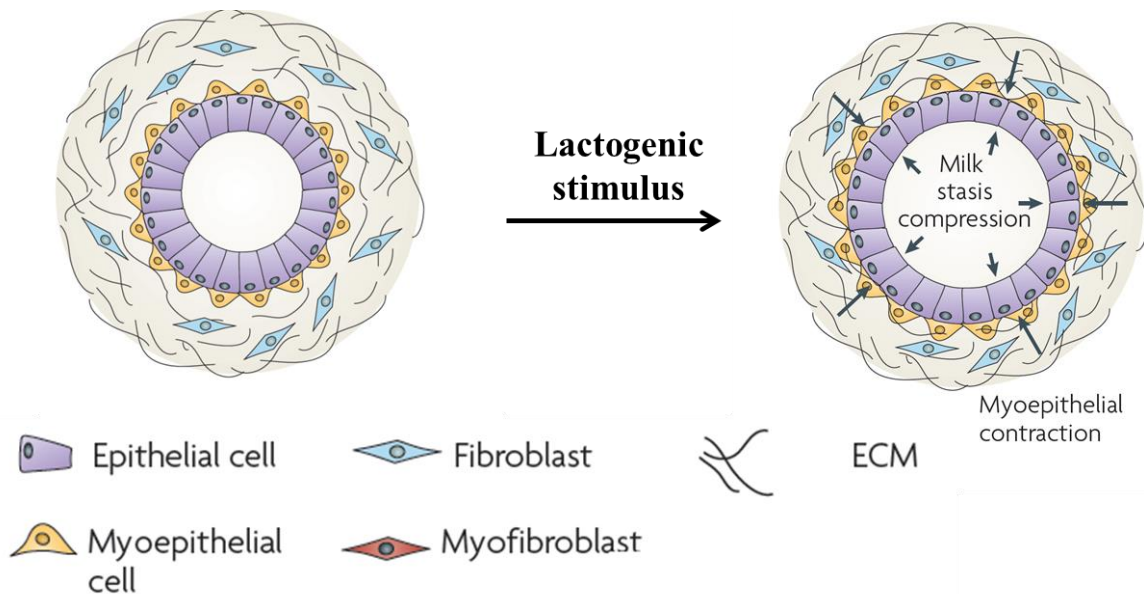 Lactogenic
stimulus
Milk
stasis
compression
Myoepithelial
contraction
Epithelial cell
Fibroblast
ECM
Myoepithelial
cell
Myofibroblast